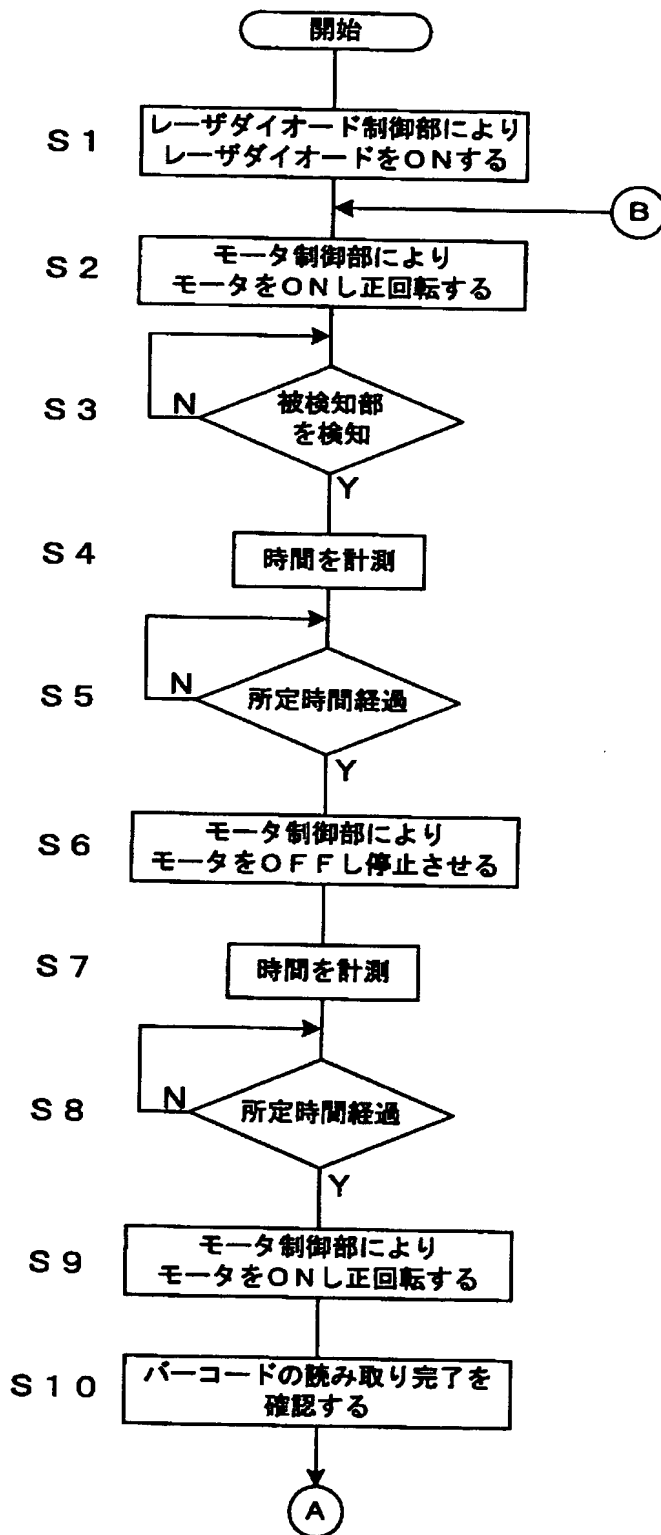 開始
S1
レーザダイオード制御部により
レーザダイオードをONする
B
S2
モータ制御部により
モータをONし正回転する
S3
N
被検知部
を検知
Y
S4
時間を計測
S5
N
所定時間経過
Y
S6
モータ制御部により
モータをOFFし停止させる
S7
時間を計測
S8
N
所定時間経過
Y
S9
モータ制御部により
モータをONし正回転する
S10
バーコードの読み取り完了を
確認する
A